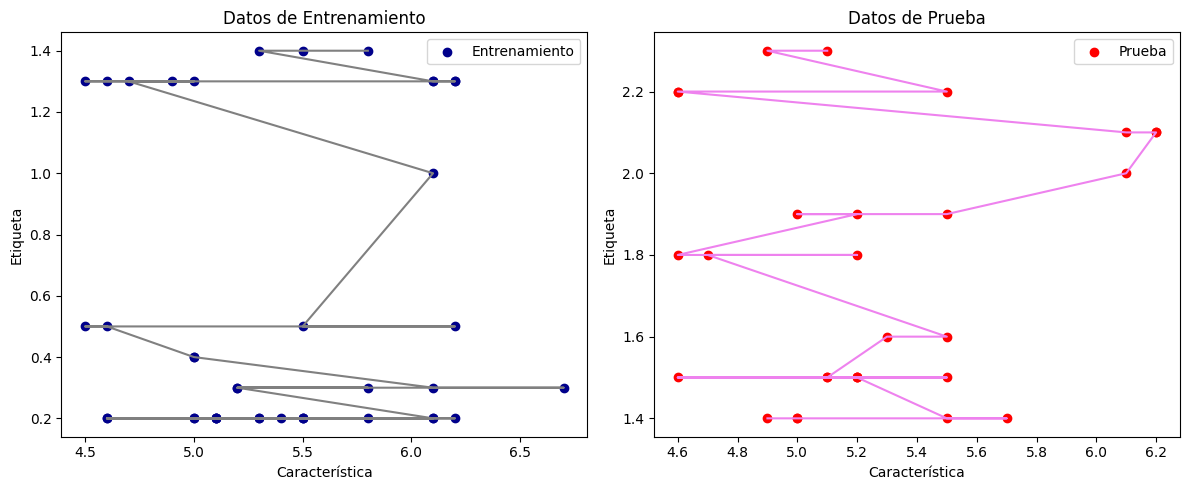 Datos de Entrenamiento
Entrenamiento
1.4
1.2
1.0
0.8
0.6
0.4
0.2
Etiqueta
4.5 5.0 5.5 6.0 6.5
Característica
Datos de Prueba
Prueba
2.2
2.0
1.8
1.6
1.4
Etiqueta
4.6 4.8 5.0 5.2 5.4 5.6 5.8 6.0 6.2
Característica